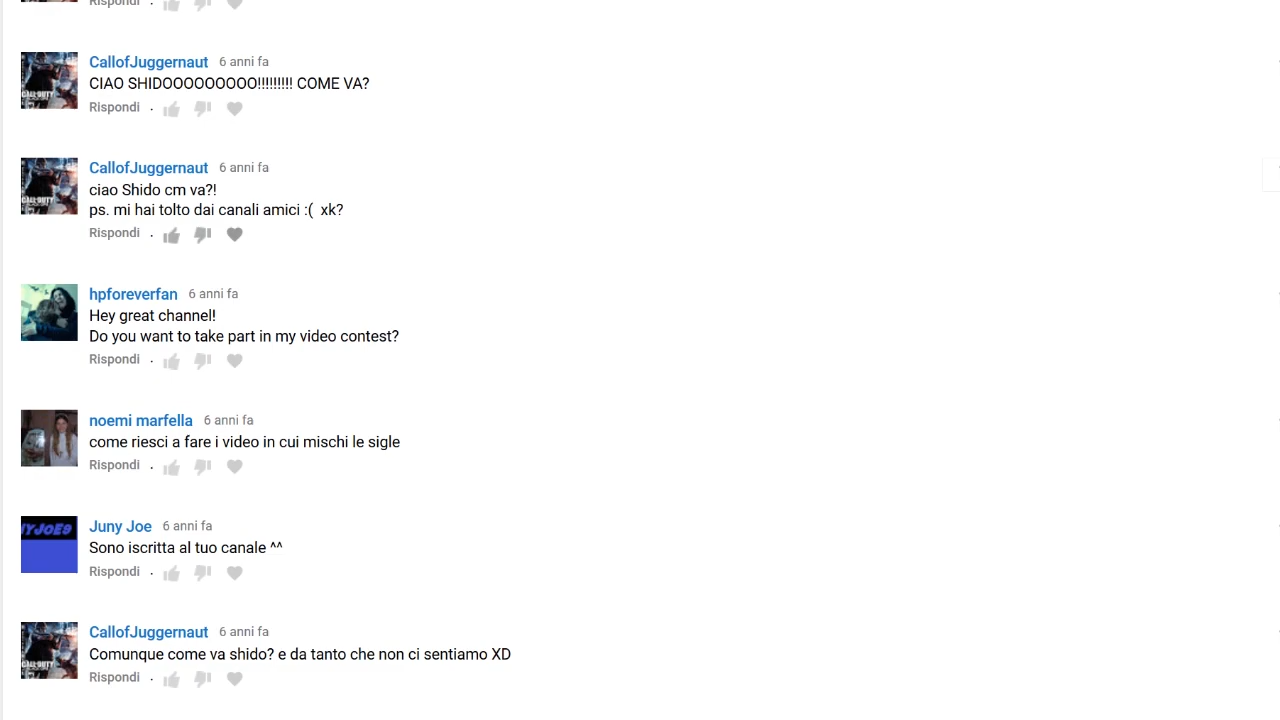 Rispondi .
CallofJuggernaut 6 anni fa
CIAO SHIDOOOOOOOOO!!!!!!!!! COME VA?
Rispondi .
CallofJuggernaut 6 anni fa
ciao Shido cm va?!
ps. mi hai tolto dai canali amici :(  xk?
Rispondi .
hpforeverfan 6 anni fa
Hey great channel!
Do you want to take part in my video contest?
Rispondi .
noemi marfella 6 anni fa
come riesci a fare i video in cui mischi le sigle
Rispondi .
NYJOE9
Juny Joe 6 anni fa
Sono iscritta al tuo canale ^^
Rispondi .
CallofJuggernaut 6 anni fa
Comunque come va shido? e da tanto che non ci sentiamo XD
Rispondi .